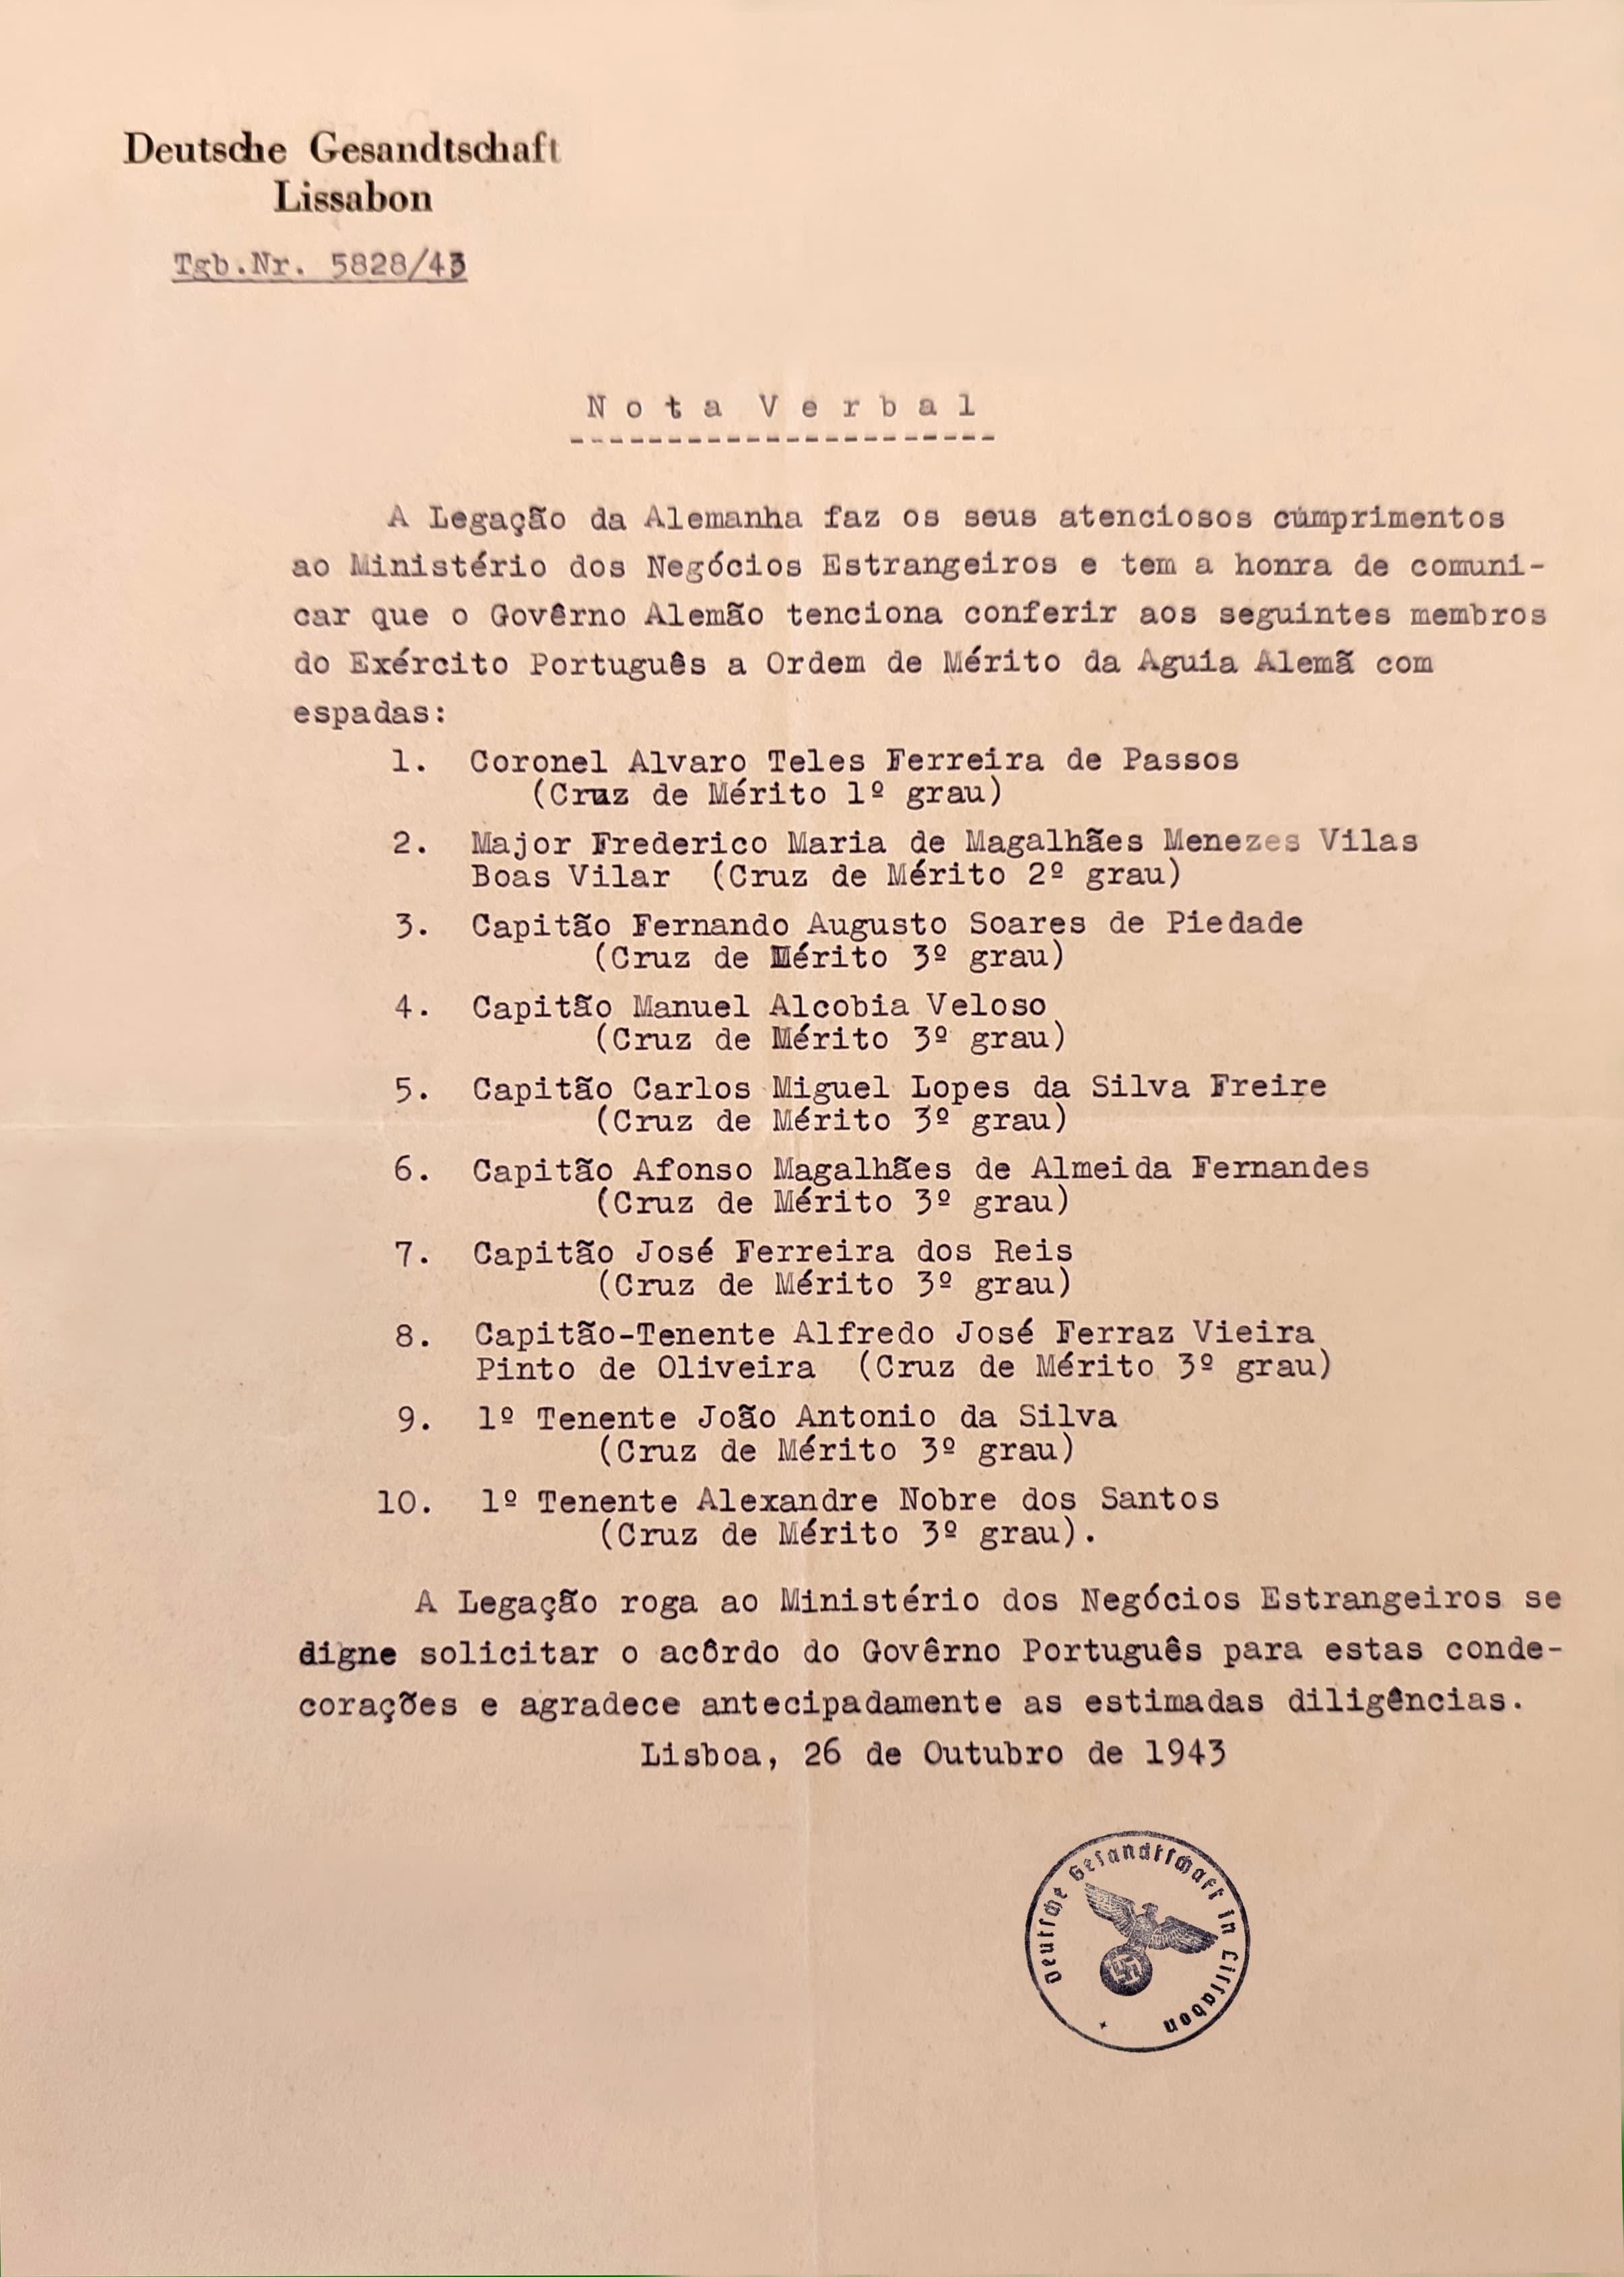 Deutsche Gesandtschaft
Lissabon
Tgb.Nr. 5828/43
Nota Verbal
----------------------
A Legação da Alemanha faz os seus atenciosos cúmprimentos
ao Ministério dos Negócios Estrangeiros e tem a honra de comuni-
car que o Govêrno Alemão tenciona conferir aos seguintes membros
do Exército Português a Ordem de Mérito da Aguia Alemã com
espadas:
1. Coronel Alvaro Teles Ferreira de Passos
(Cruz de Mérito 1º grau)
2. Major Frederico Maria de Magalhães Menezes Vilas
Boas Vilar (Cruz de Mérito 2º grau)
3. Capitão Fernando Augusto Soares de Piedade
(Cruz de Mérito 3º grau)
4. Capitão Manuel Alcobia Veloso
(Cruz de Mérito 3º grau)
5. Capitão Carlos Miguel Lopes da Silva Freire
(Cruz de Mérito 3º grau)
6. Capitão Afonso Magalhães de Almeida Fernandes
(Cruz de Mérito 3º grau)
7. Capitão José Ferreira dos Reis
(Cruz de Mérito 3º grau)
8. Capitão-Tenente Alfredo José Ferraz Vieira
Pinto de Oliveira (Cruz de Mérito 3º grau)
9. 1º Tenente João Antonio da Silva
(Cruz de Mérito 3º grau)
10. 1º Tenente Alexandre Nobre dos Santos
(Cruz de Mérito 3º grau).
A Legação roga ao Ministério dos Negócios Estrangeiros se
digne solicitar o acôrdo do Govêrno Português para estas conde-
corações e agradece antecipadamente as estimadas diligências.
Lisboa, 26 de Outubro de 1943
Deutsche Gesandtschaft in Lissabon